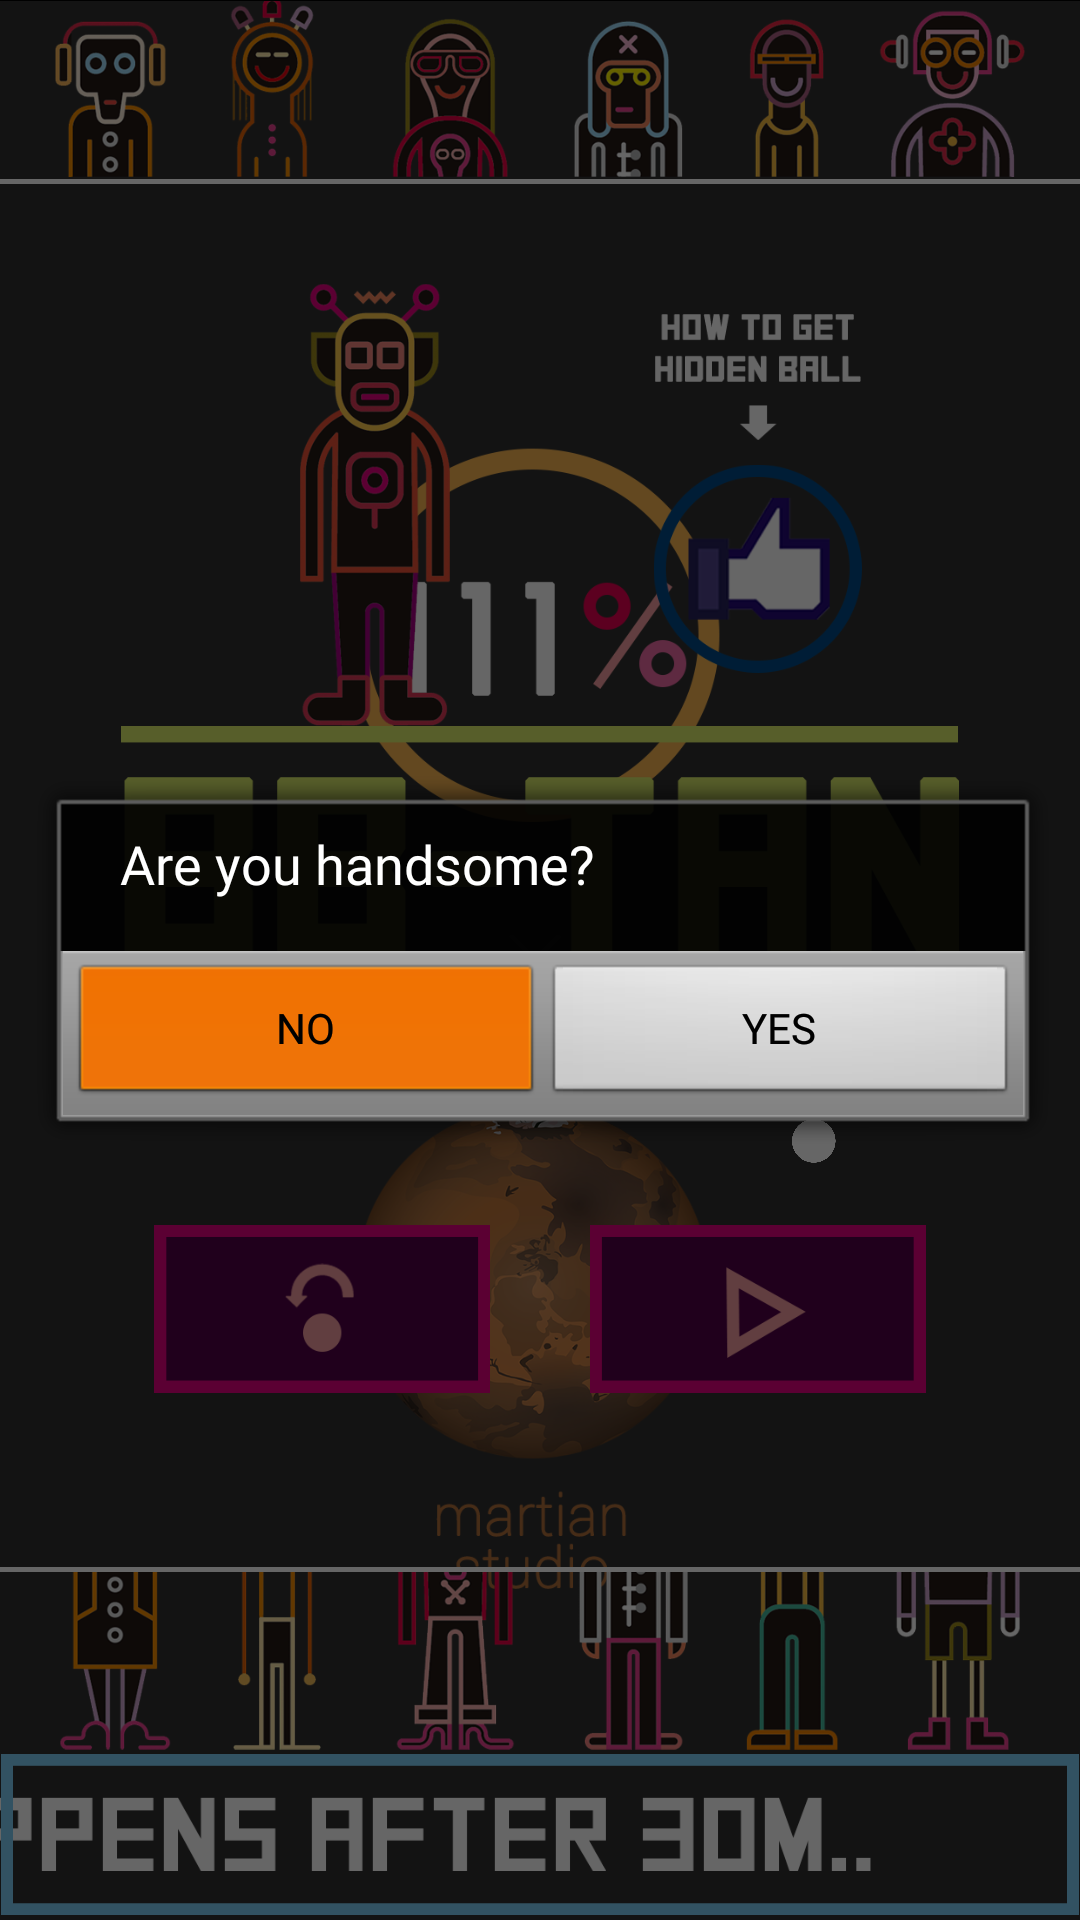 HOW TO GET
HIDDEN BALL
111%
Are you handsome?
NO
YES
martian
studio
PPENS AFTER 30M..